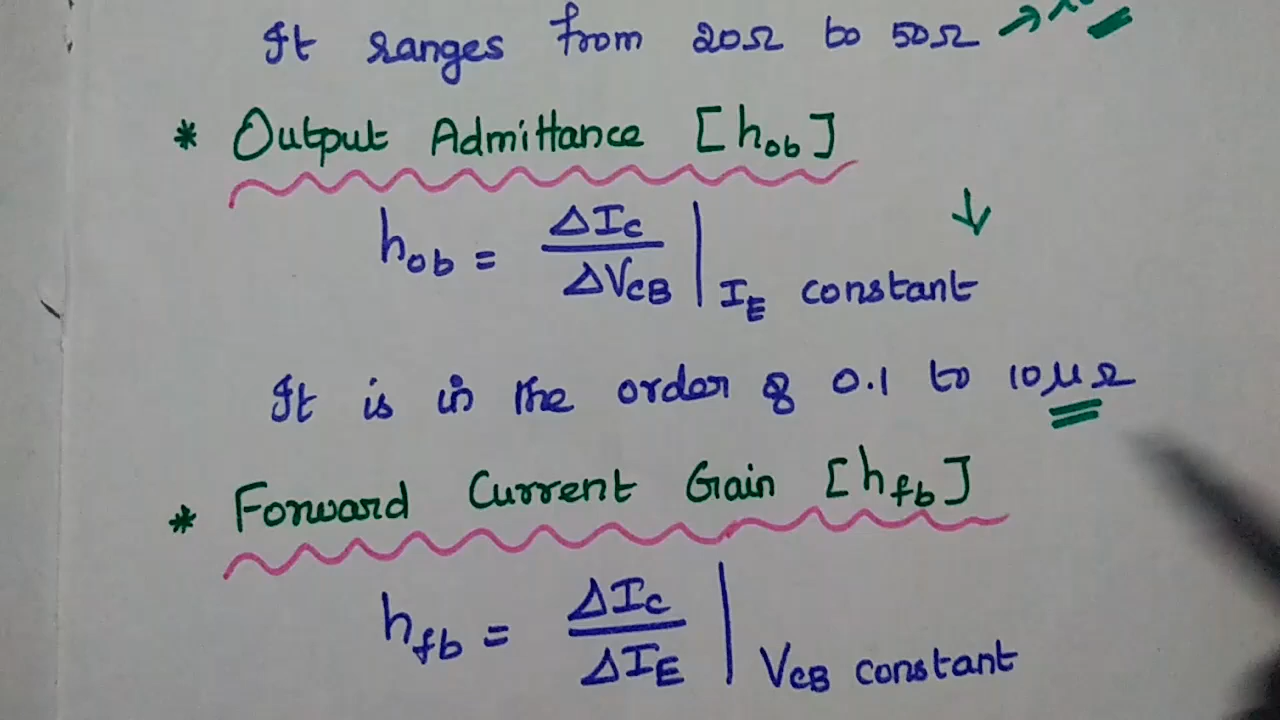 It ranges from 20Ω to 50Ω →
* Output Admittance [hob]
hob = ΔIC / ΔVCB | IE constant
↓
It is in the order of 0.1 to 10μΩ
* Forward Current Gain [hfb]
hfb = ΔIC / ΔIE | VCB constant